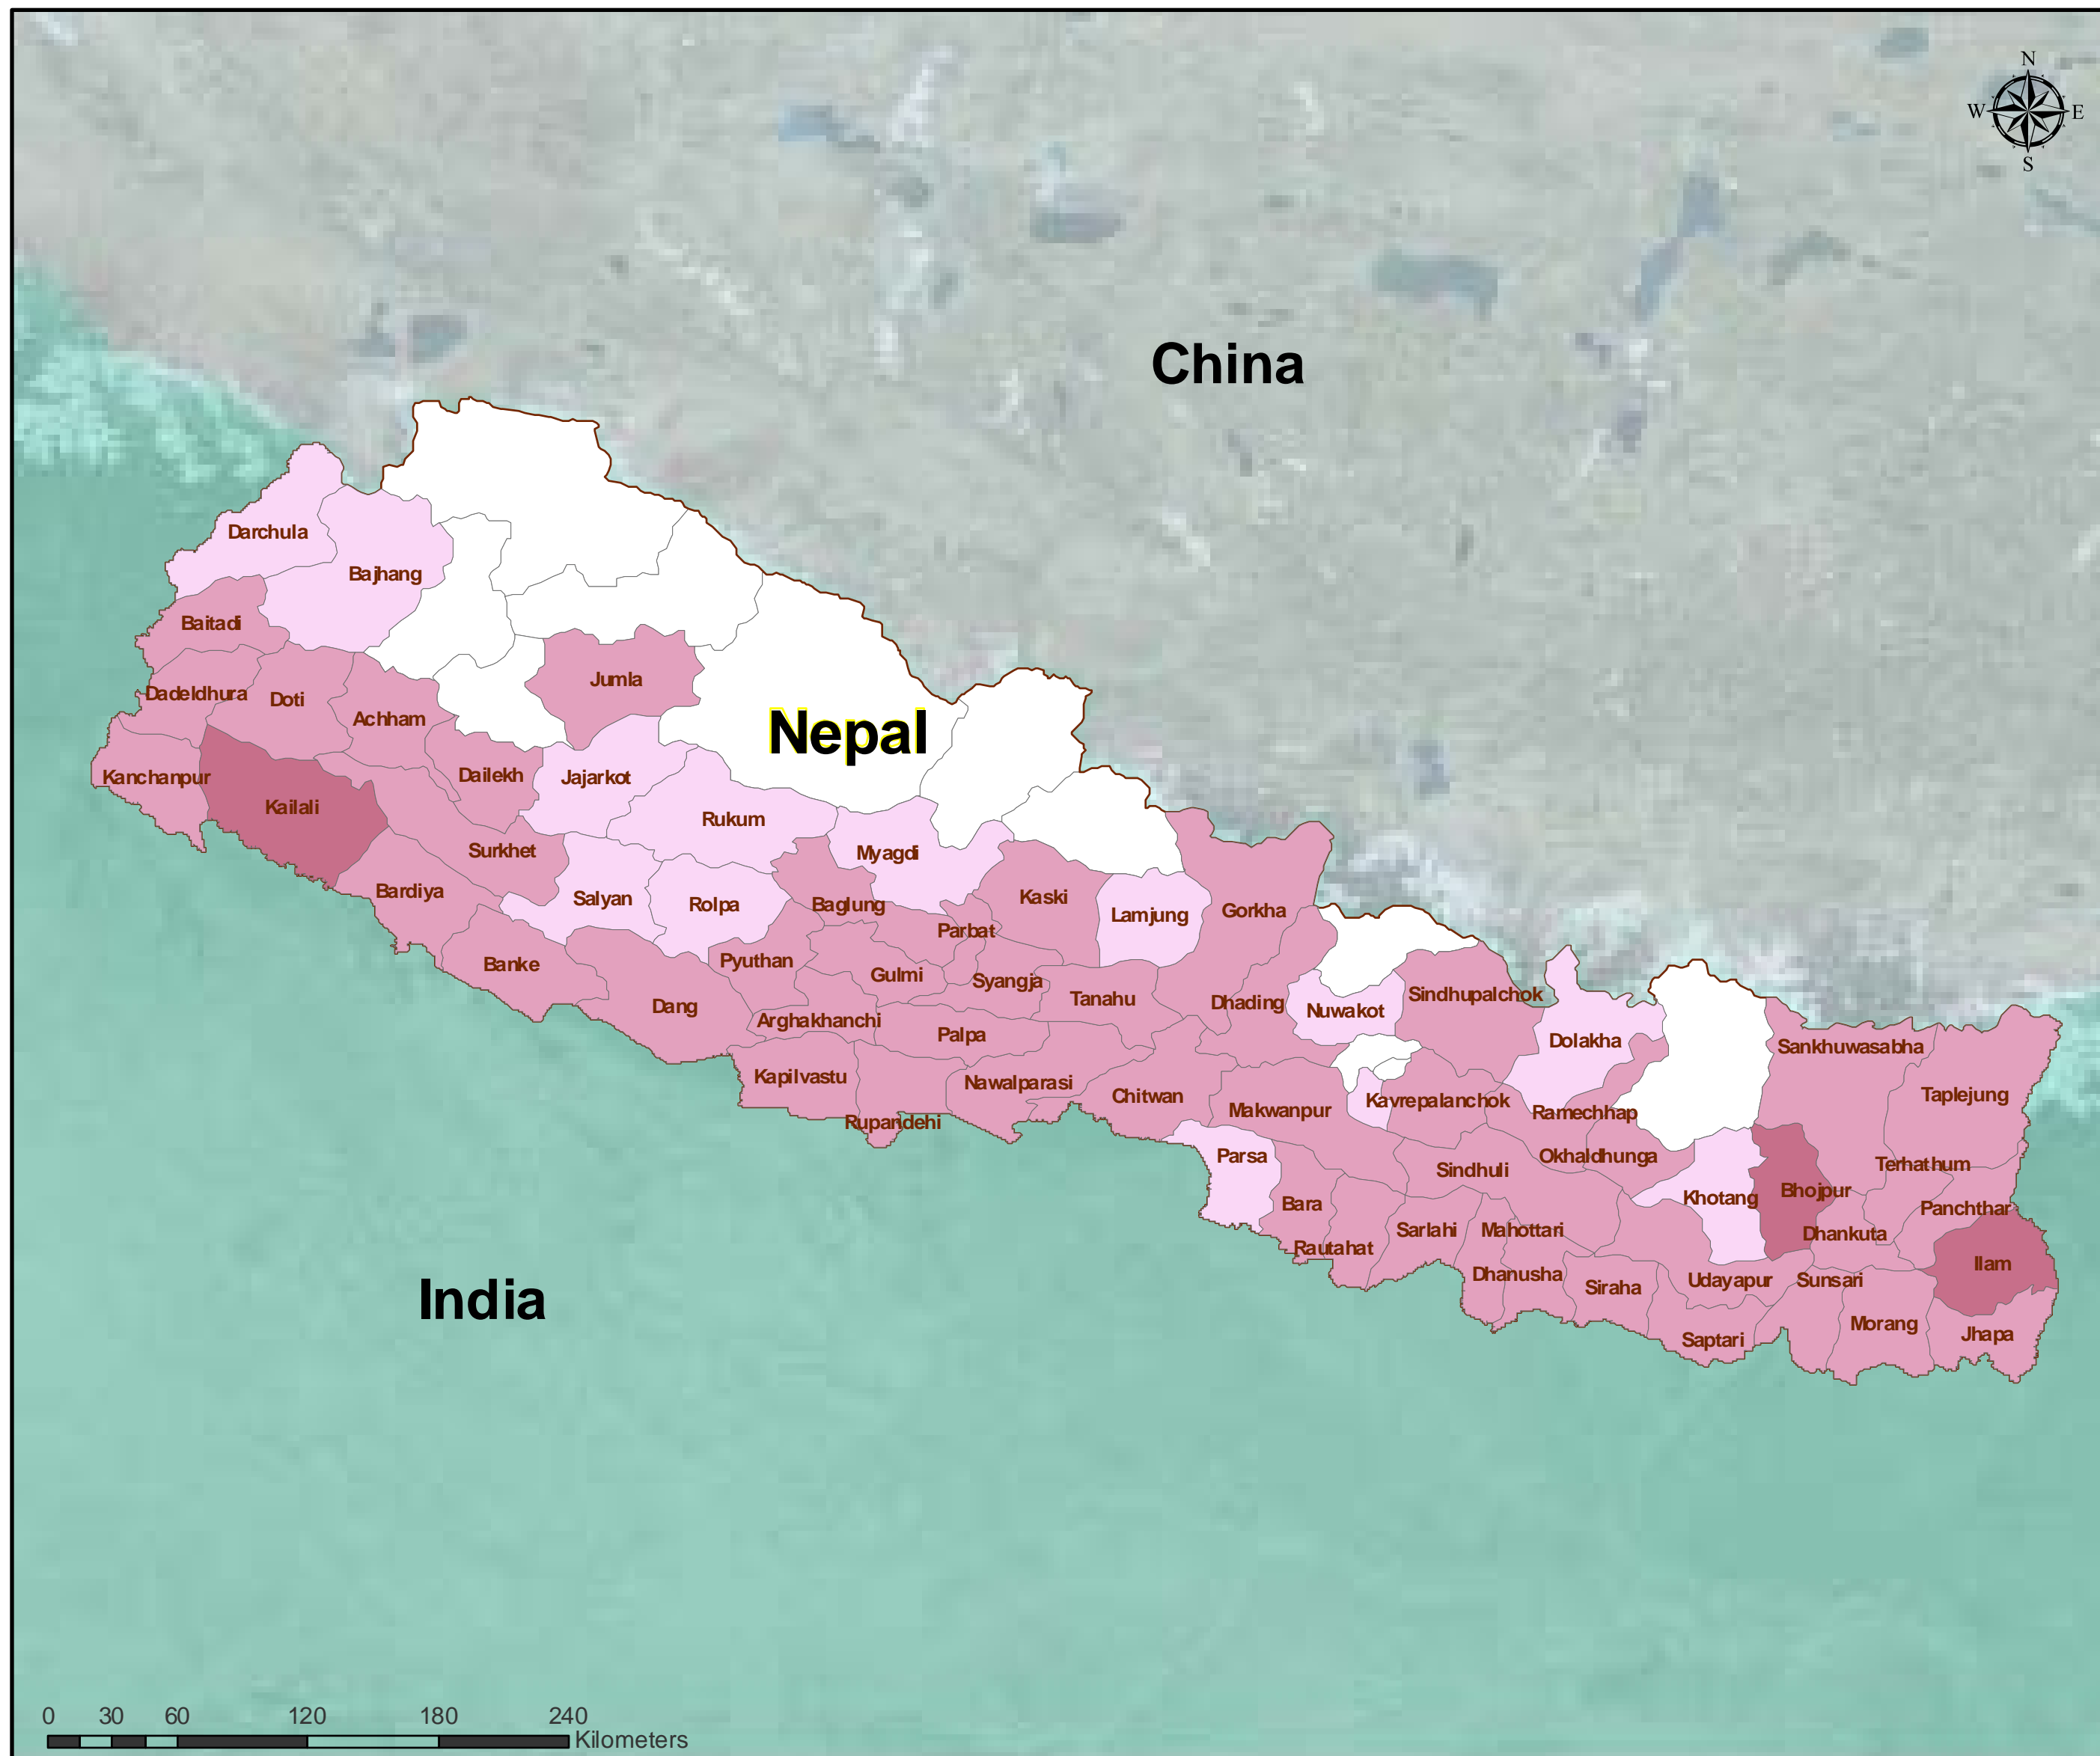 N
W
E
S
China
Darchula
Bajhang
Baitadi
Jumla
Dadeldhura
Doti
Achham
Nepal
Kanchanpur
Dailekh
Jajarkot
Kailali
Rukum
Surkhet
Myagdi
Bardiya
Salyan
Rolpa
Baglung
Kaski
Lamjung
Gorkha
Parbat
Banke
Pyuthan
Gulmi
Syangja
Tanahu
Dhading
Nuwakot
Sindhupalchok
Dang
Arghakhanchi
Palpa
Dolakha
Sankhuwasabha
Kapilvastu
Nawalparasi
Chitwan
Makwanpur
Kavrepalanchok
Ramechhap
Taplejung
Rupandehi
Parsa
Sindhuli
Okhaldhunga
Terhathum
Bara
Khotang
Bhojpur
Panchthar
Rautahat
Sarlahi
Mahottari
Dhankuta
Dhanusha
Siraha
Udayapur
Sunsari
Ilam
India
Saptari
Morang
Jhapa
0 30 60 120 180 240
Kilometers